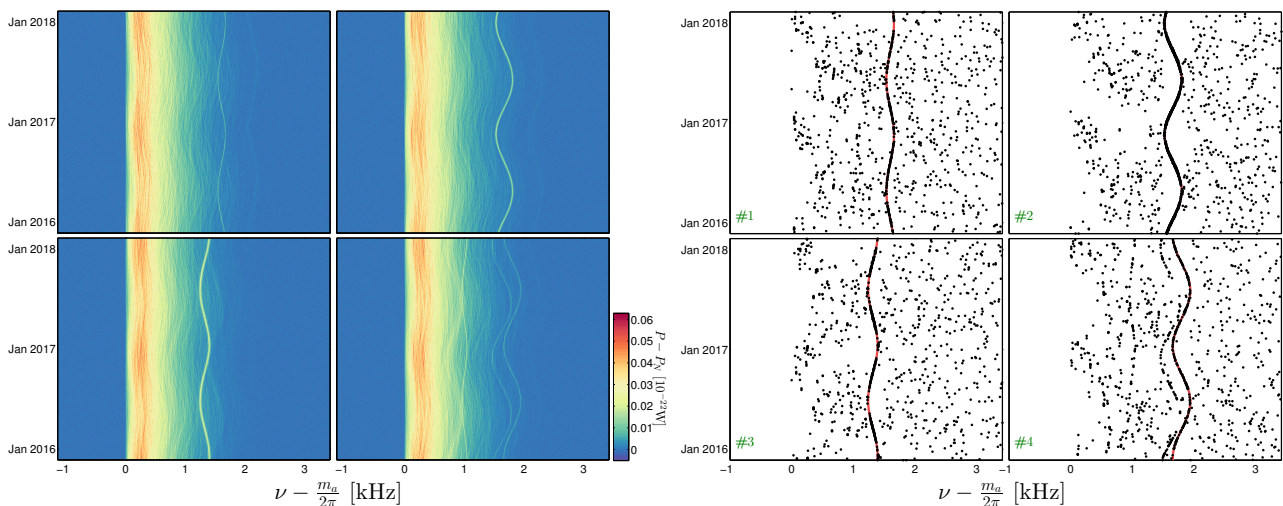 Jan 2018
Jan 2017
Jan 2016
Jan 2018
Jan 2017
Jan 2016
−1 0 1 2 3
−1 0 1 2 3
ν − m_a/2π [kHz]
0.06
0.05
0.04
0.03
0.02
0.01
0
P − P_N [10⁻²²W]
Jan 2018
Jan 2017
Jan 2016
#1
#2
Jan 2018
Jan 2017
Jan 2016
#3
#4
−1 0 1 2 3
−1 0 1 2 3
ν − m_a/2π [kHz]